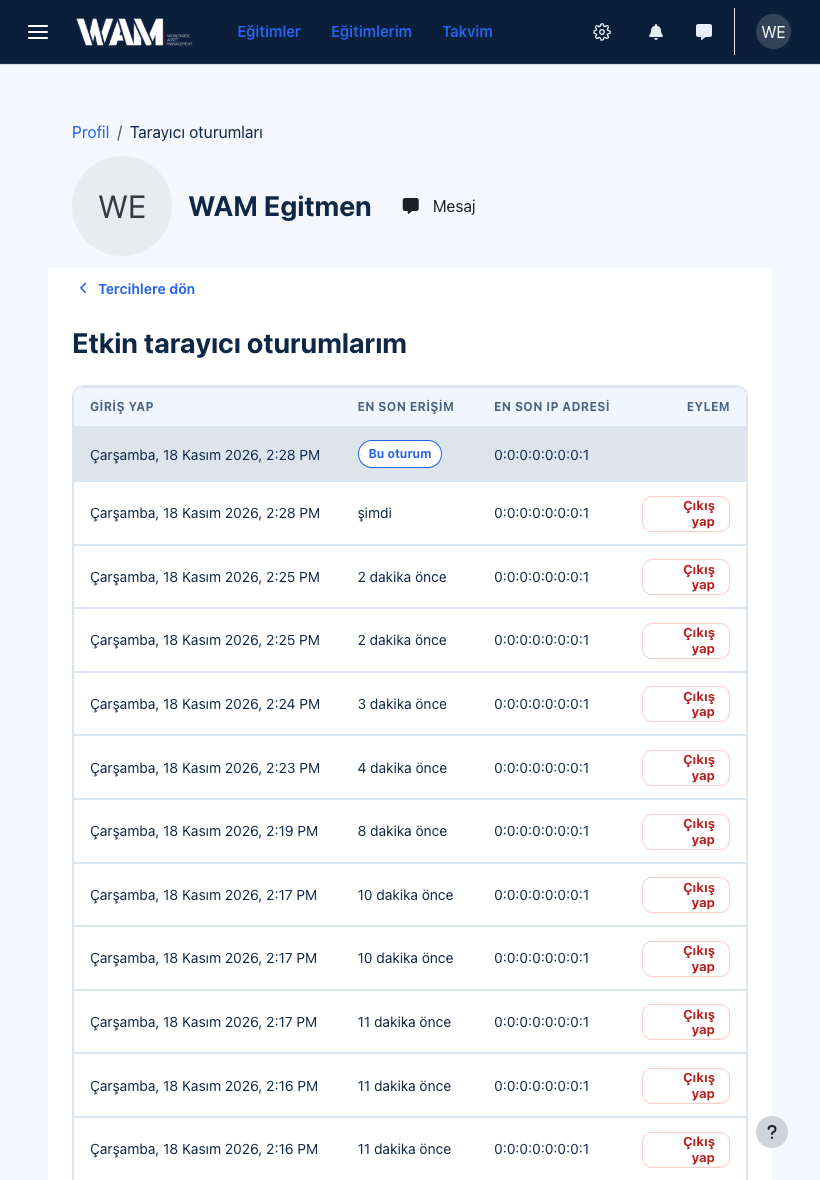 WAM WORLDWIDE ASSET MANAGEMENT
Eğitimler Eğitimlerim Takvim WE
Profil / Tarayıcı oturumları
WE WAM Egitmen Mesaj
Tercihlere dön
Etkin tarayıcı oturumlarım
GİRİŞ YAP EN SON ERİŞİM EN SON IP ADRESİ EYLEM
Çarşamba, 18 Kasım 2026, 2:28 PM Bu oturum 0:0:0:0:0:0:0:1
Çarşamba, 18 Kasım 2026, 2:28 PM şimdi 0:0:0:0:0:0:0:1 Çıkış
yap
Çarşamba, 18 Kasım 2026, 2:25 PM 2 dakika önce 0:0:0:0:0:0:0:1 Çıkış
yap
Çarşamba, 18 Kasım 2026, 2:25 PM 2 dakika önce 0:0:0:0:0:0:0:1 Çıkış
yap
Çarşamba, 18 Kasım 2026, 2:24 PM 3 dakika önce 0:0:0:0:0:0:0:1 Çıkış
yap
Çarşamba, 18 Kasım 2026, 2:23 PM 4 dakika önce 0:0:0:0:0:0:0:1 Çıkış
yap
Çarşamba, 18 Kasım 2026, 2:19 PM 8 dakika önce 0:0:0:0:0:0:0:1 Çıkış
yap
Çarşamba, 18 Kasım 2026, 2:17 PM 10 dakika önce 0:0:0:0:0:0:0:1 Çıkış
yap
Çarşamba, 18 Kasım 2026, 2:17 PM 10 dakika önce 0:0:0:0:0:0:0:1 Çıkış
yap
Çarşamba, 18 Kasım 2026, 2:17 PM 11 dakika önce 0:0:0:0:0:0:0:1 Çıkış
yap
Çarşamba, 18 Kasım 2026, 2:16 PM 11 dakika önce 0:0:0:0:0:0:0:1 Çıkış
yap
Çarşamba, 18 Kasım 2026, 2:16 PM 11 dakika önce 0:0:0:0:0:0:0:1 Çıkış
yap
?